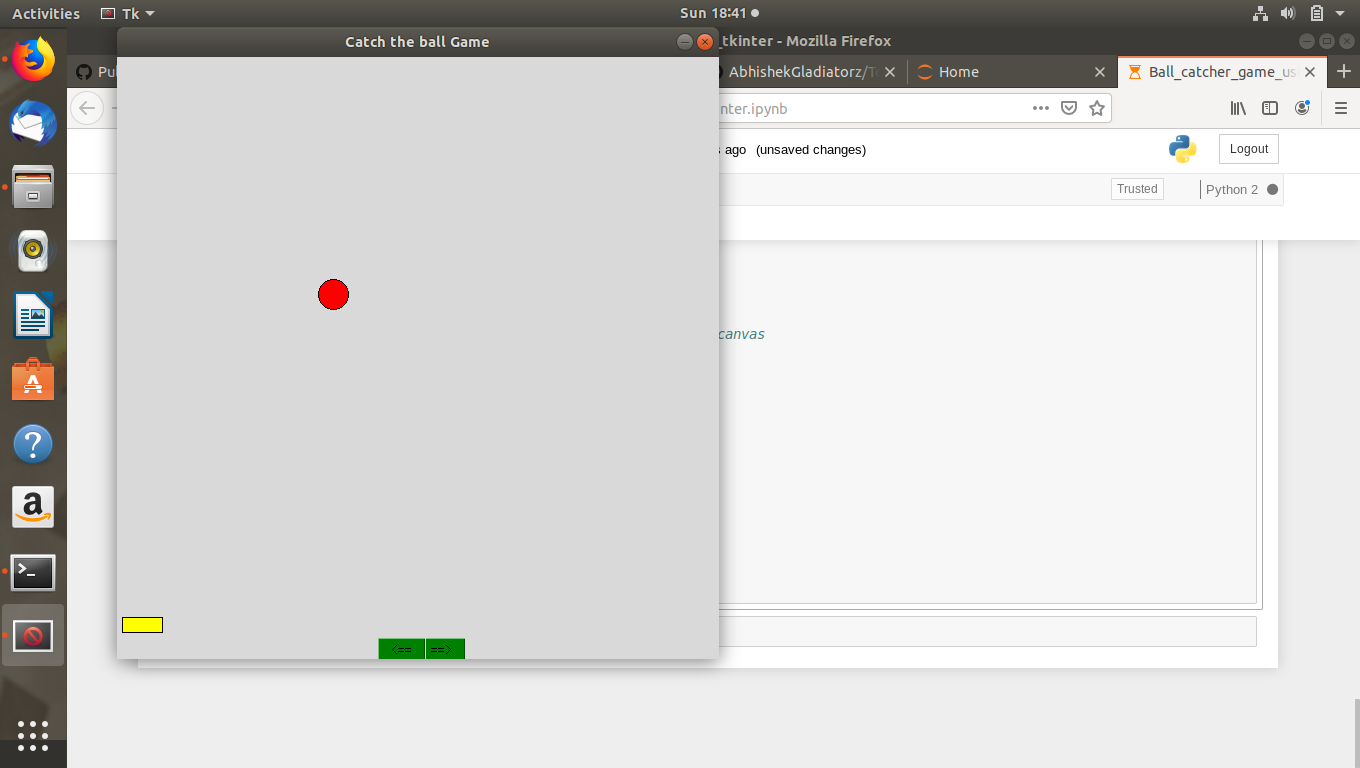 Activities
Tk
Sun 18:41
Catch the ball Game
_tkinter - Mozilla Firefox
Pu
AbhishekGladiatorz/T
Home
Ball_catcher_game_us
nter.ipynb
s ago (unsaved changes)
Logout
Trusted
Python 2
canvas
<==
==>